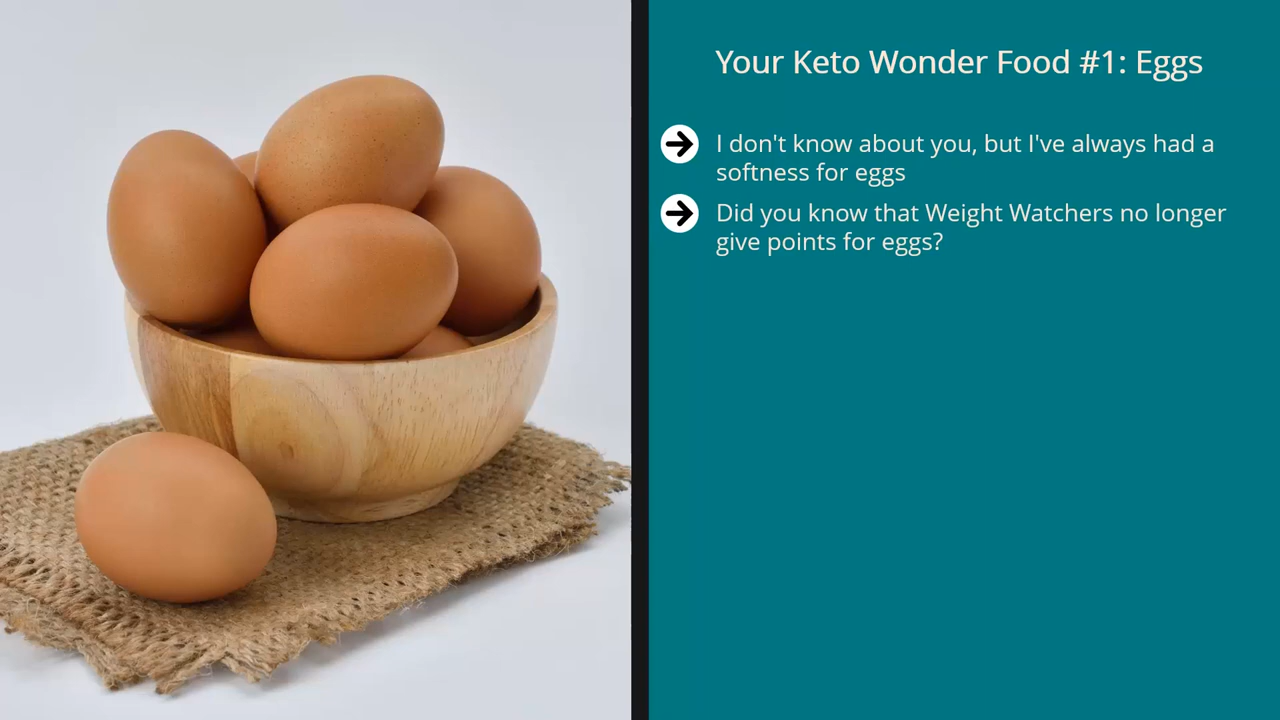 Your Keto Wonder Food #1: Eggs
I don't know about you, but I've always had a
softness for eggs
Did you know that Weight Watchers no longer
give points for eggs?